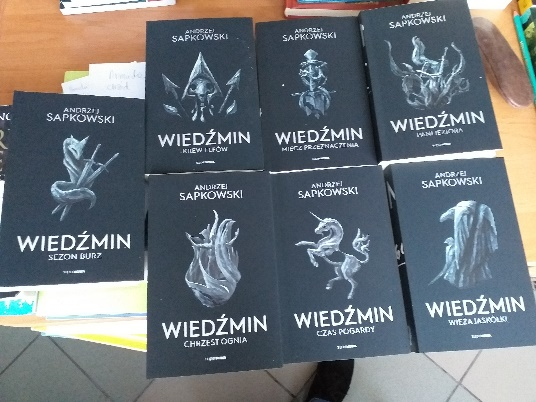 ANDRZEJ
SAPKOWSKI
WIEDŹMIN
KREW ELFÓW
ANDRZEJ
SAPKOWSKI
WIEDŹMIN
MIECZ PRZEZNACZENIA
ANDRZEJ
SAPKOWSKI
WIEDŹMIN
PANI JEZIORA
ANDRZEJ
SAPKOWSKI
WIEDŹMIN
SEZON BURZ
ANDRZEJ
SAPKOWSKI
WIEDŹMIN
CHRZEST OGNIA
ANDRZEJ
SAPKOWSKI
WIEDŹMIN
CZAS POGARDY
ANDRZEJ
SAPKOWSKI
WIEDŹMIN
WIEŻA JASKÓŁKI